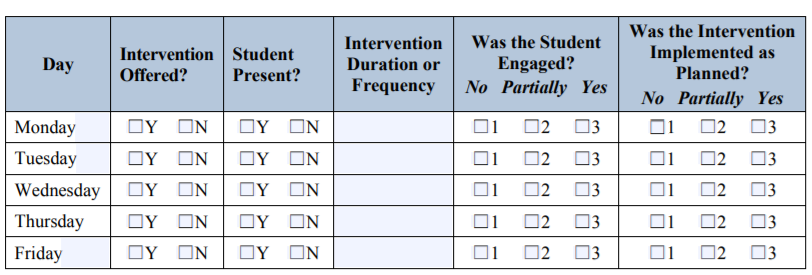 Day
Intervention Offered?
Student Present?
Intervention Duration or Frequency
Was the Student Engaged?
No Partially Yes
Was the Intervention Implemented as Planned?
No Partially Yes
Monday ☐Y ☐N ☐Y ☐N ☐1 ☐2 ☐3 ☐1 ☐2 ☐3
Tuesday ☐Y ☐N ☐Y ☐N ☐1 ☐2 ☐3 ☐1 ☐2 ☐3
Wednesday ☐Y ☐N ☐Y ☐N ☐1 ☐2 ☐3 ☐1 ☐2 ☐3
Thursday ☐Y ☐N ☐Y ☐N ☐1 ☐2 ☐3 ☐1 ☐2 ☐3
Friday ☐Y ☐N ☐Y ☐N ☐1 ☐2 ☐3 ☐1 ☐2 ☐3